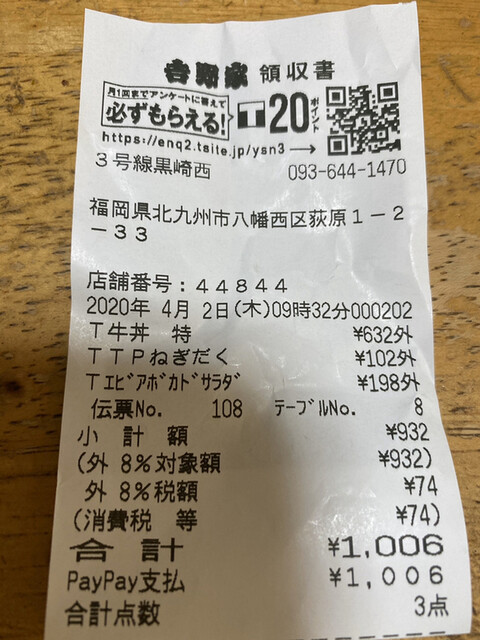 吉野家 領収書
月1回までアンケートに答えて
必ずもらえる! T 20 ポイント
https://enq2.tsite.jp/ysn3 →
3号線黒崎西 093-644-1470
福岡県北九州市八幡西区荻原1-2
-33
店舗番号:44844
2020年 4月 2日(木)09時32分000202
T牛丼 特 ¥632外
TTPねぎだく ¥102外
Tエビアボカドサラダ ¥198外
伝票No. 108 テーブルNo. 8
小 計 額 ¥932
(外 8%対象額 ¥932)
外 8%税額 ¥74
(消費税 等 ¥74)
合 計 ¥1,006
PayPay支払 ¥1,006
合計点数 3点